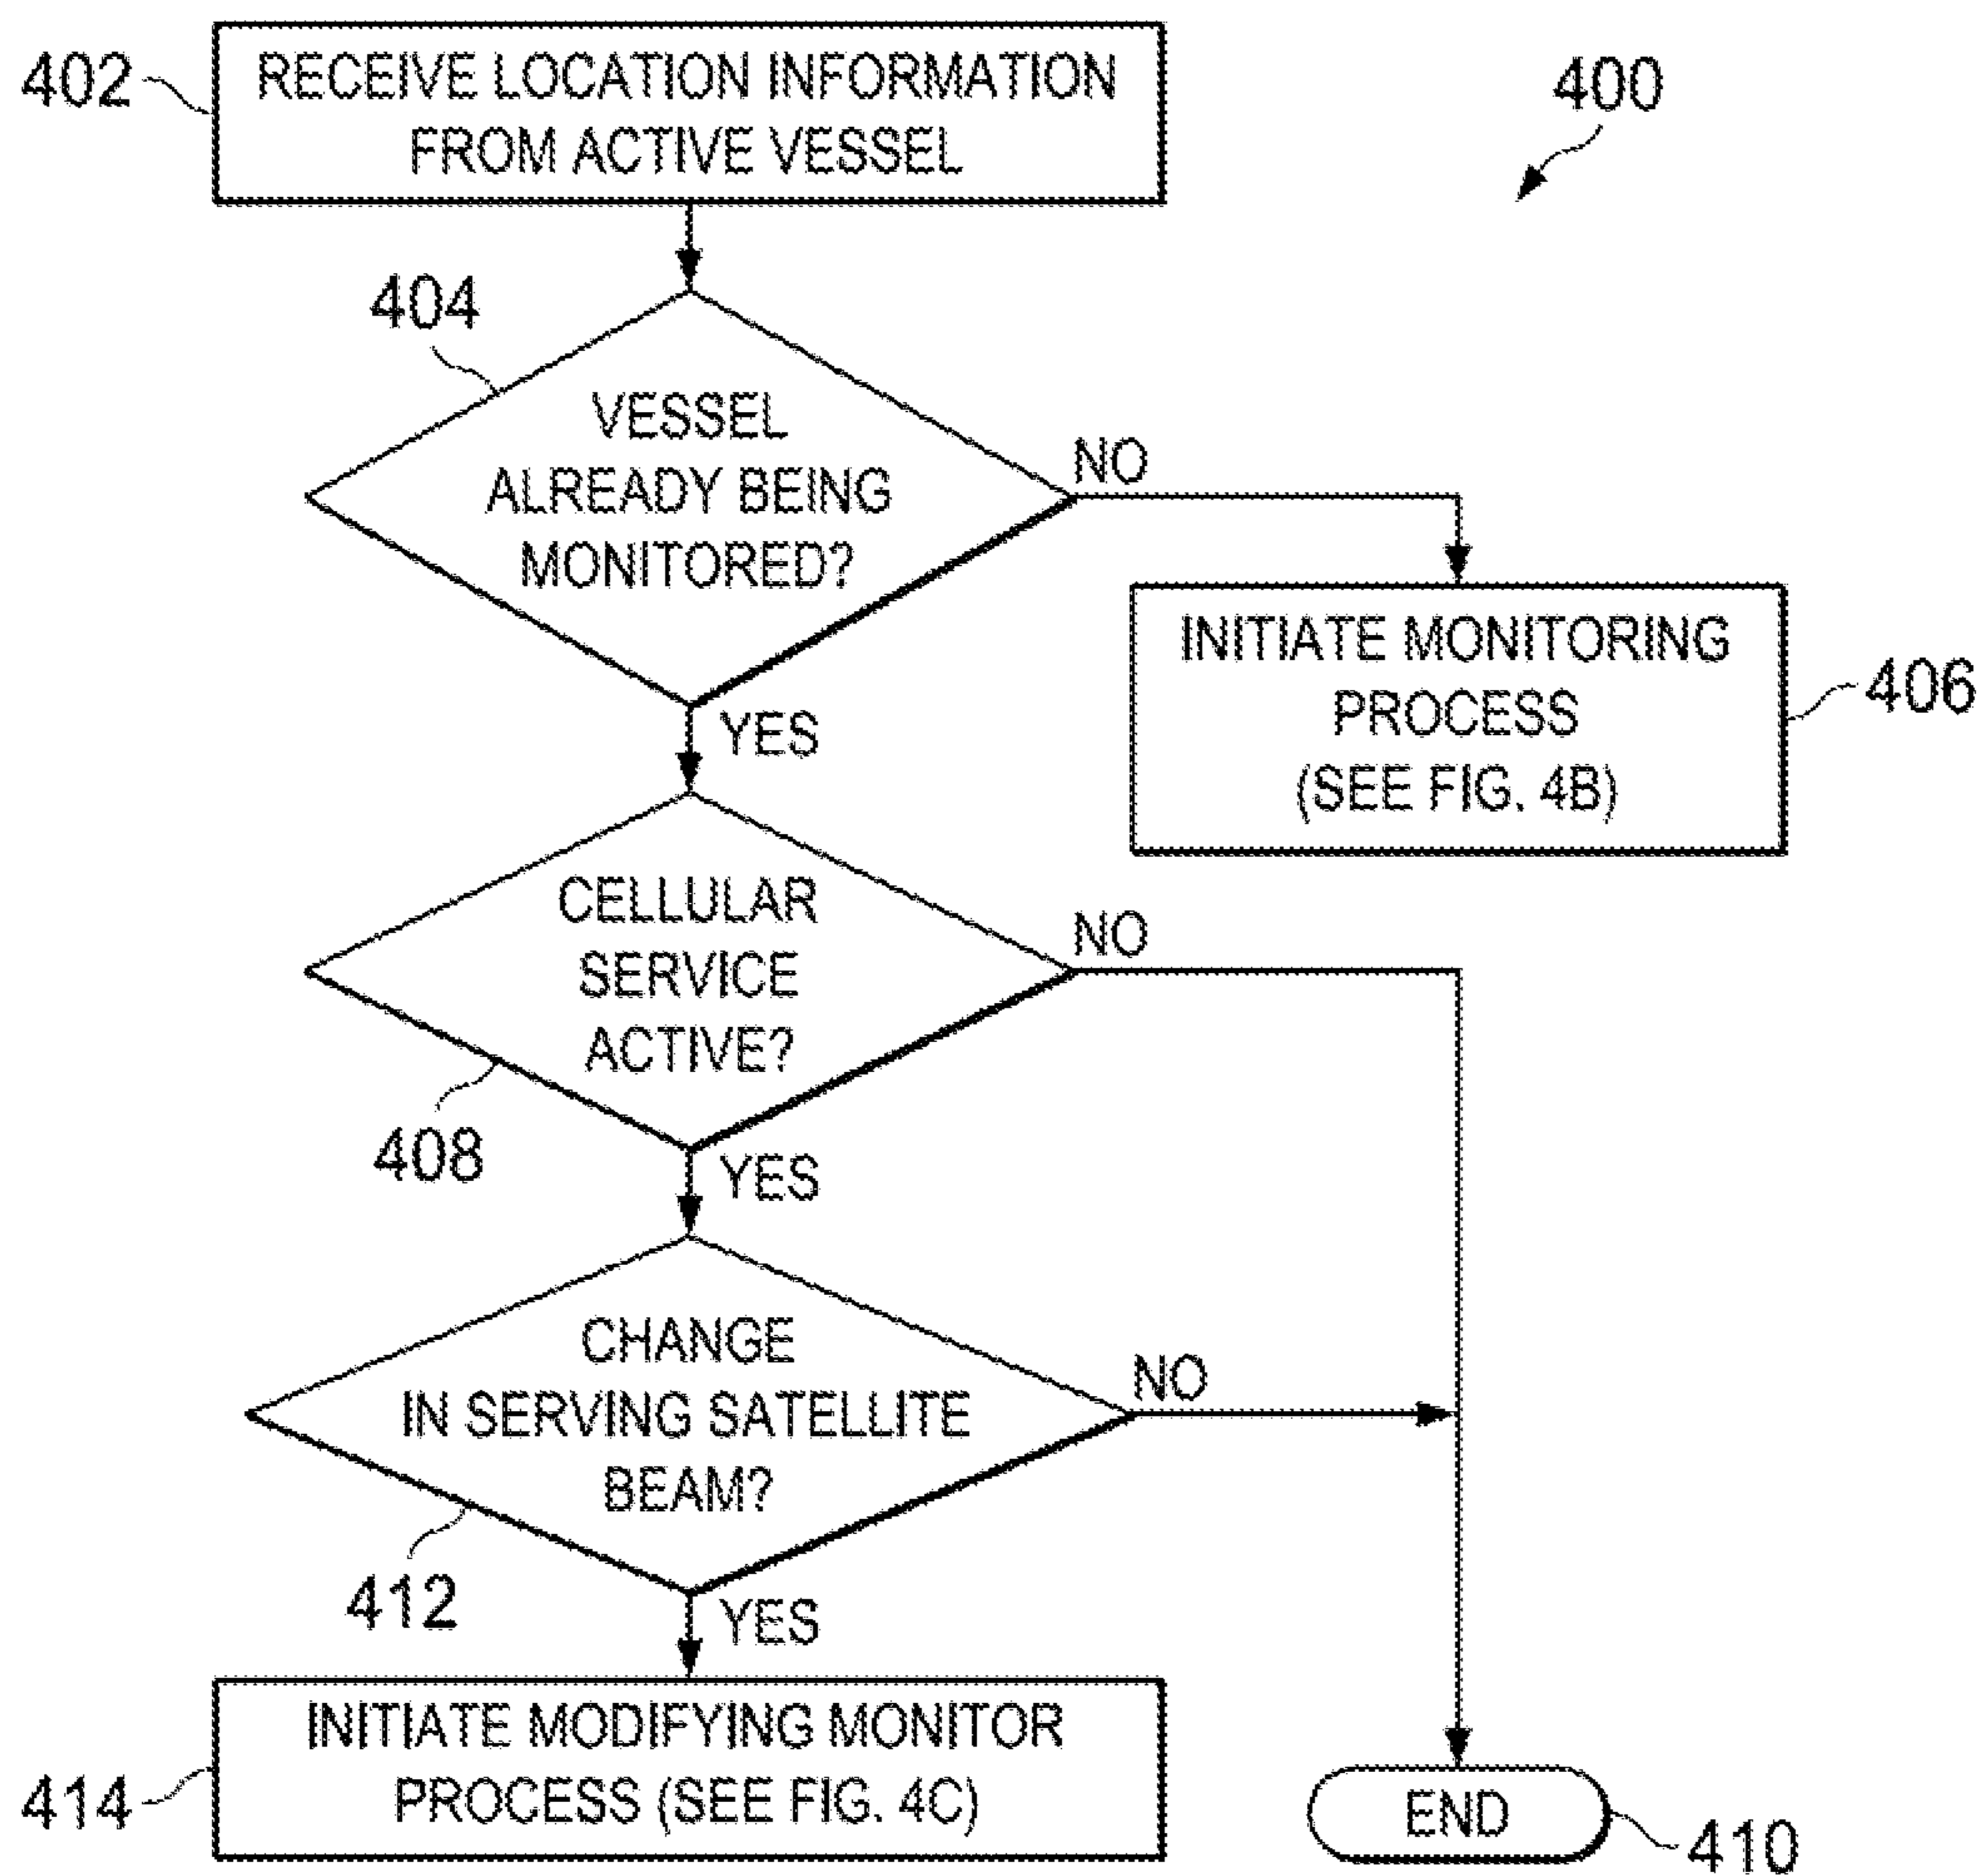 402
RECEIVE LOCATION INFORMATION
FROM ACTIVE VESSEL
400
404
VESSEL
ALREADY BEING
MONITORED?
NO
YES
INITIATE MONITORING
PROCESS
(SEE FIG. 4B)
406
CELLULAR
SERVICE
ACTIVE?
NO
408
YES
CHANGE
IN SERVING SATELLITE
BEAM?
NO
412
YES
INITIATE MODIFYING MONITOR
PROCESS (SEE FIG. 4C)
414
END
410